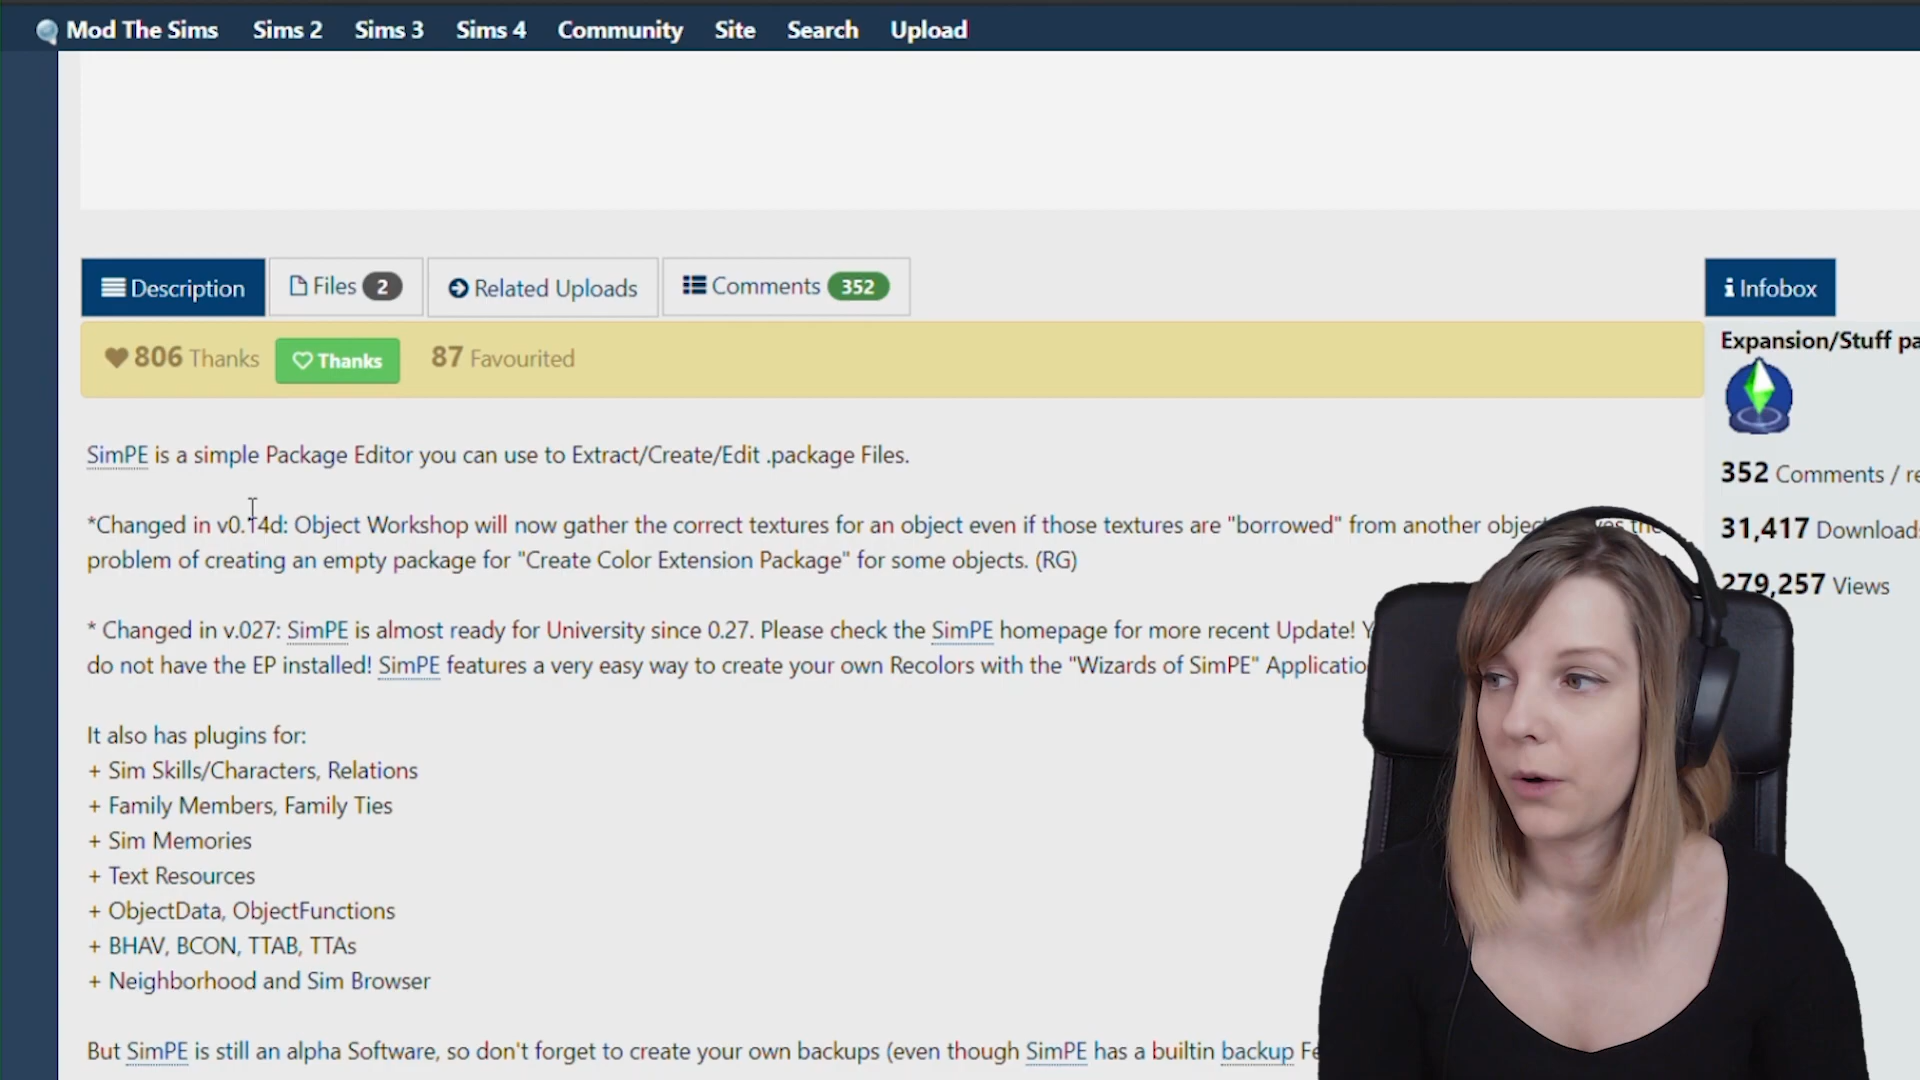 Mod The Sims Sims 2 Sims 3 Sims 4 Community Site Search Upload
Description Files 2 Related Uploads Comments 352 Infobox
806 Thanks Thanks 87 Favourited
Expansion/Stuff pa
352 Comments / re
31,417 Downloads
279,257 Views
SimPE is a simple Package Editor you can use to Extract/Create/Edit .package Files.
*Changed in v0.14d: Object Workshop will now gather the correct textures for an object even if those textures are "borrowed" from another object
problem of creating an empty package for "Create Color Extension Package" for some objects. (RG)
* Changed in v.027: SimPE is almost ready for University since 0.27. Please check the SimPE homepage for more recent Update! Y
do not have the EP installed! SimPE features a very easy way to create your own Recolors with the "Wizards of SimPE" Applicatio
It also has plugins for:
+ Sim Skills/Characters, Relations
+ Family Members, Family Ties
+ Sim Memories
+ Text Resources
+ ObjectData, ObjectFunctions
+ BHAV, BCON, TTAB, TTAs
+ Neighborhood and Sim Browser
But SimPE is still an alpha Software, so don't forget to create your own backups (even though SimPE has a builtin backup Fe